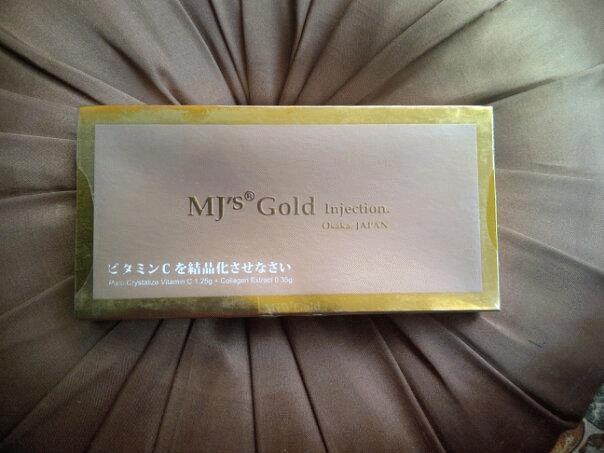 MJ's® Gold Injection.
Osaka, JAPAN
ビタミンCを結晶化させなさい
Pure Crystalize Vitamin C 1.25g + Collagen Extract 0.35g